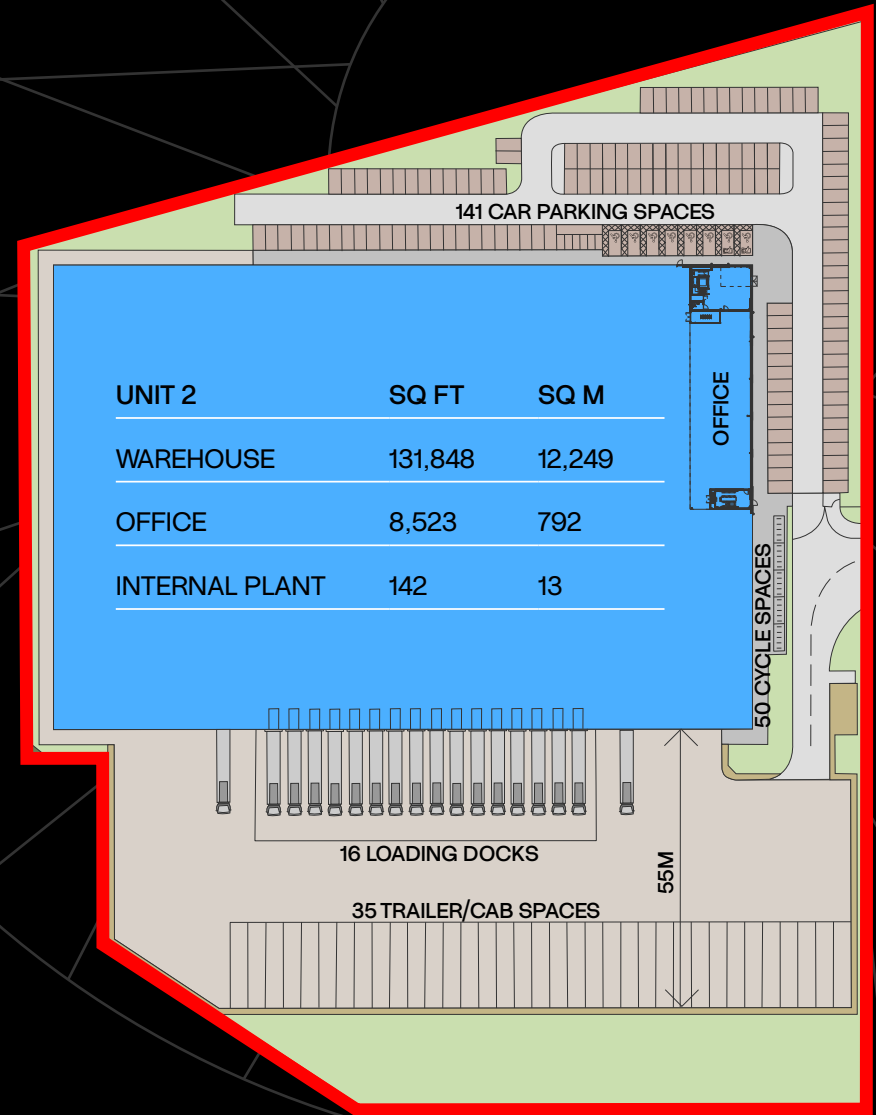 141 CAR PARKING SPACES
UNIT 2 SQ FT SQ M
WAREHOUSE 131,848 12,249
OFFICE 8,523 792
INTERNAL PLANT 142 13
OFFICE
50 CYCLE SPACES
16 LOADING DOCKS
55M
35 TRAILER/CAB SPACES